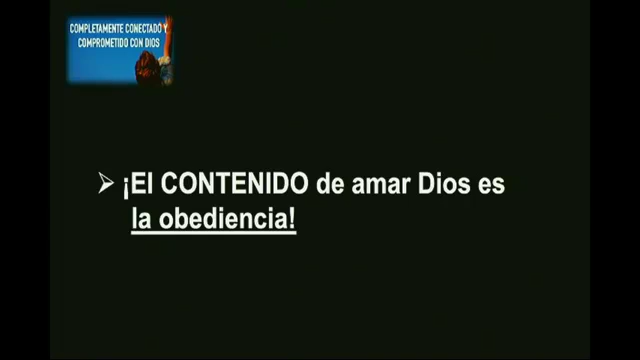 COMPLETAMENTE CONECTADO Y
COMPROMETIDO CON DIOS
¡El CONTENIDO de amar Dios es
la obediencia!